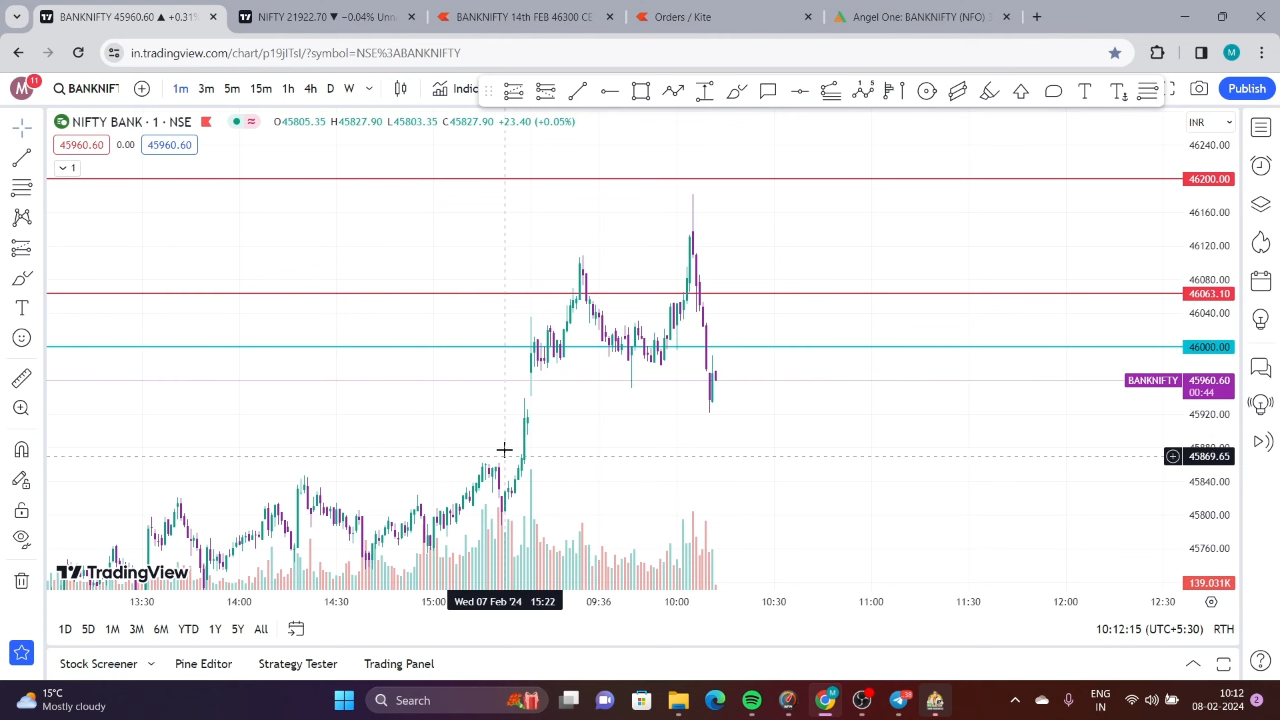 BANKNIFTY 45960.60 ▲ +0.31%
NIFTY 21922.70 ▼ −0.04% Unn
BANKNIFTY 14th FEB 46300 CE
Orders / Kite
Angel One: BANKNIFTY (NFO)
in.tradingview.com/chart/p19jiTsI/?symbol=NSE%3ABANKNIFTY
M
M 11
BANKNIFT
1m 3m 5m 15m 1h 4h D W
Indic
Publish
NIFTY BANK · 1 · NSE
O45805.35 H45827.90 L45803.35 C45827.90 +23.40 (+0.05%)
INR
45960.60 0.00 45960.60
1
46240.00
46200.00
46160.00
46120.00
46080.00
46063.10
46040.00
46000.00
BANKNIFTY 45960.60
00:44
45920.00
45880.00
45869.65
45840.00
45800.00
45760.00
139.031K
TradingView
13:30 14:00 14:30 15:00 Wed 07 Feb '24 15:22 09:36 10:00 10:30 11:00 11:30 12:00 12:30
1D 5D 1M 3M 6M YTD 1Y 5Y All
10:12:15 (UTC+5:30) RTH
Stock Screener Pine Editor Strategy Tester Trading Panel
15°C
Mostly cloudy
Search
38
ENG
IN
10:12
08-02-2024
2